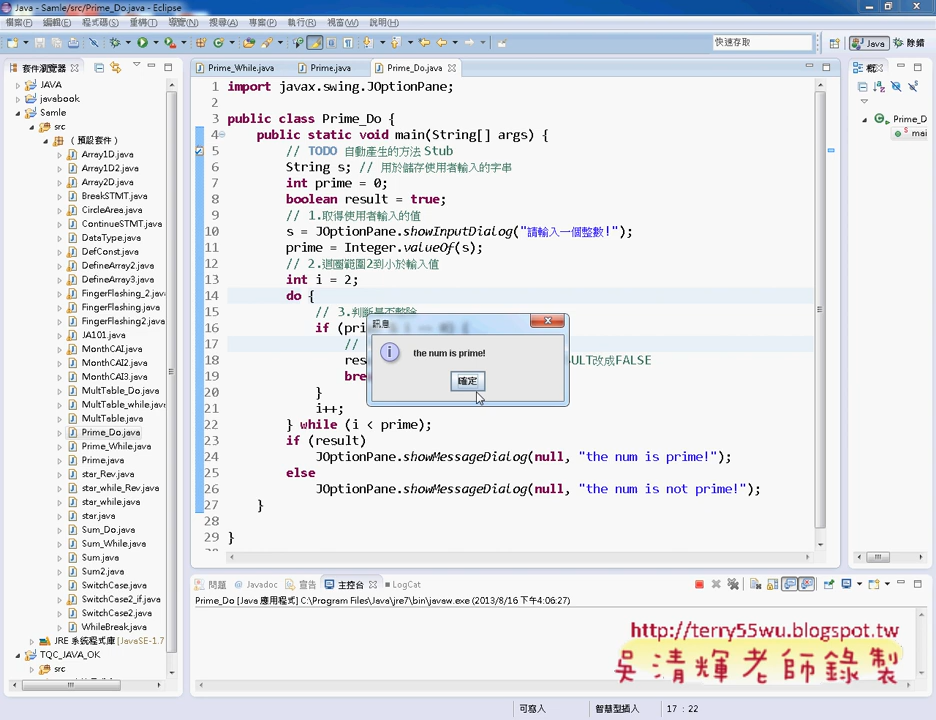 Java - Samle/src/Prime_Do.java - Eclipse
檔案(F) 編輯(E) 程式碼(S) 重構(T) 導覽(N) 搜尋(A) 專案(P) 執行(R) 視窗(W) 說明(H)
快速存取
Java 除錯
套件瀏覽器
JAVA
javabook
Samle
src
(預設套件)
Array1D.java
Array1D2.java
Array2D.java
BreakSTMT.java
CircleArea.java
ContinueSTMT.java
DataType.java
DefConst.java
DefineArray2.java
DefineArray3.java
FingerFlashing_2.java
FingerFlashing.java
FingerFlashing2.java
JA101.java
MonthCAI.java
MonthCAI2.java
MonthCAI3.java
MultTable_Do.java
MultTable_while.java
MultTable.java
Prime_Do.java
Prime_While.java
Prime.java
star_Rev.java
star_while_Rev.java
star_while.java
star.java
Sum_Do.java
Sum_While.java
Sum.java
Sum2.java
SwitchCase.java
SwitchCase2_if.java
SwitchCase2.java
WhileBreak.java
JRE 系統程式庫 [JavaSE-1.7
TQC_JAVA_OK
src
Prime_While.java Prime.java Prime_Do.java
1 import javax.swing.JOptionPane;
2
3 public class Prime_Do {
4 public static void main(String[] args) {
5 // TODO 自動產生的方法 Stub
6 String s; // 用於儲存使用者輸入的字串
7 int prime = 0;
8 boolean result = true;
9 // 1.取得使用者輸入的值
10 s = JOptionPane.showInputDialog("請輸入一個整數!");
11 prime = Integer.valueOf(s);
12 // 2.迴圈範圍2到小於輸入值
13 int i = 2;
14 do {
15 // 3.判斷是否整除
16 if (pri
17 //
18 res ULT改成FALSE
19 bre
20 }
21 i++;
22 } while (i < prime);
23 if (result)
24 JOptionPane.showMessageDialog(null, "the num is prime!");
25 else
26 JOptionPane.showMessageDialog(null, "the num is not prime!");
27 }
28
29 }
訊息
the num is prime!
確定
概
Prime_D
mai
問題 @ Javadoc 宣告 主控台 LogCat
Prime_Do [Java 應用程式] C:\Program Files\Java\jre7\bin\javaw.exe (2013/8/16 下午4:06:27)
http://terry55wu.blogspot.tw
吳清輝老師錄製
可寫入 智慧型插入 17 : 22